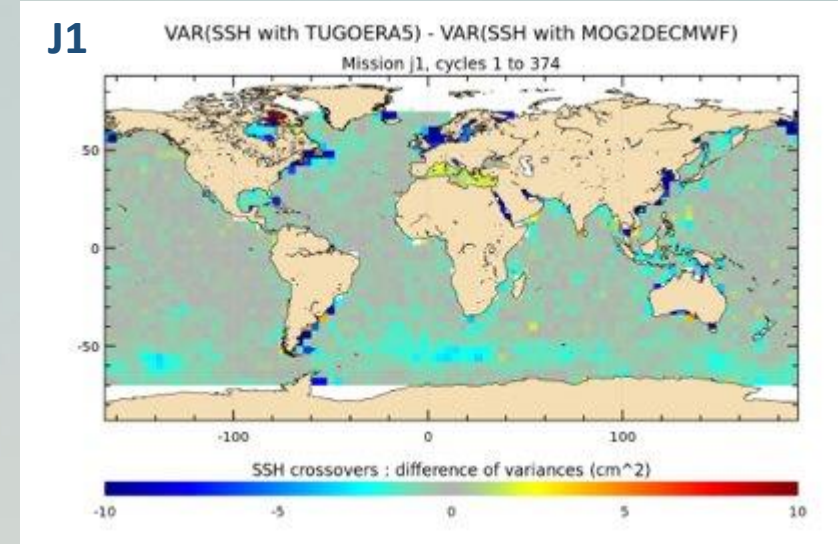 J1
VAR(SSH with TUGOERA5) - VAR(SSH with MOG2DECMWF)
Mission j1, cycles 1 to 374
50
0
-50
-100 0 100
SSH crossovers : difference of variances (cm^2)
-10 -5 0 5 10